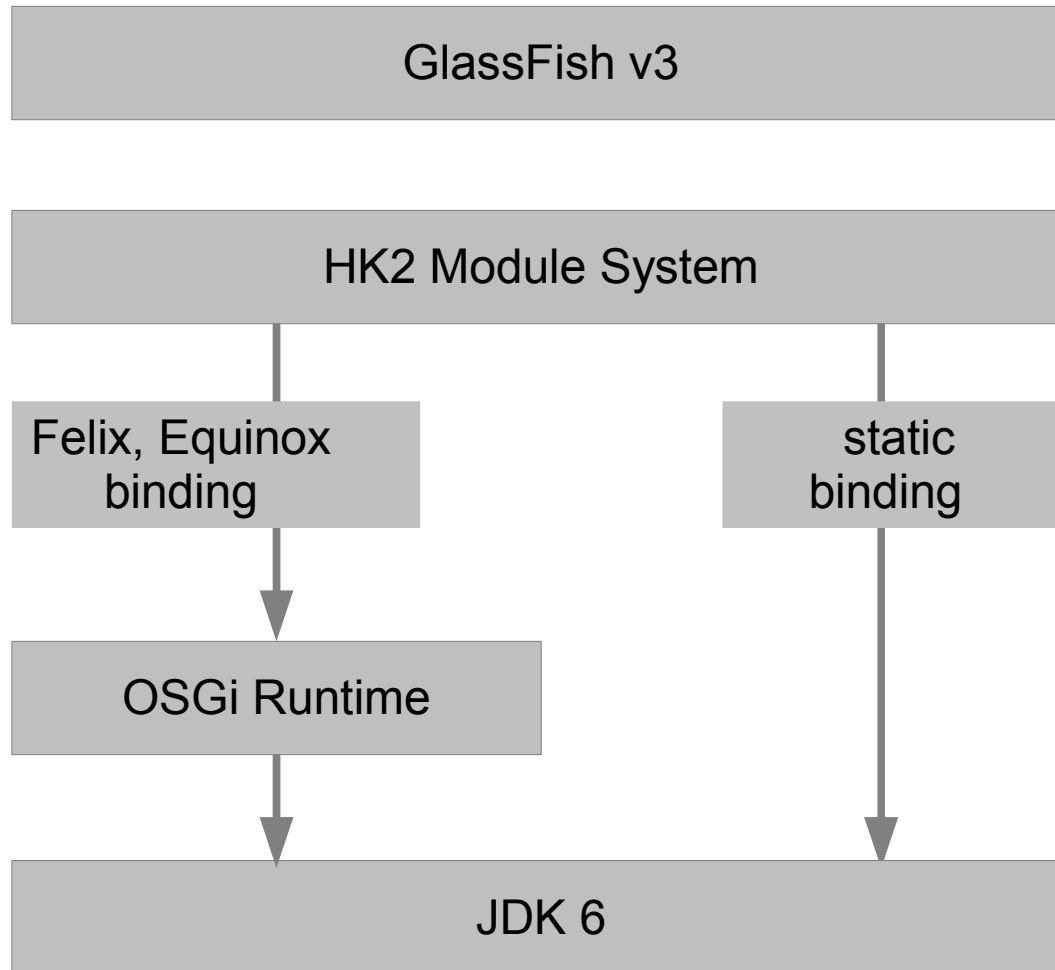 GlassFish v3
HK2 Module System
Felix, Equinox
binding
static
binding
OSGi Runtime
JDK 6